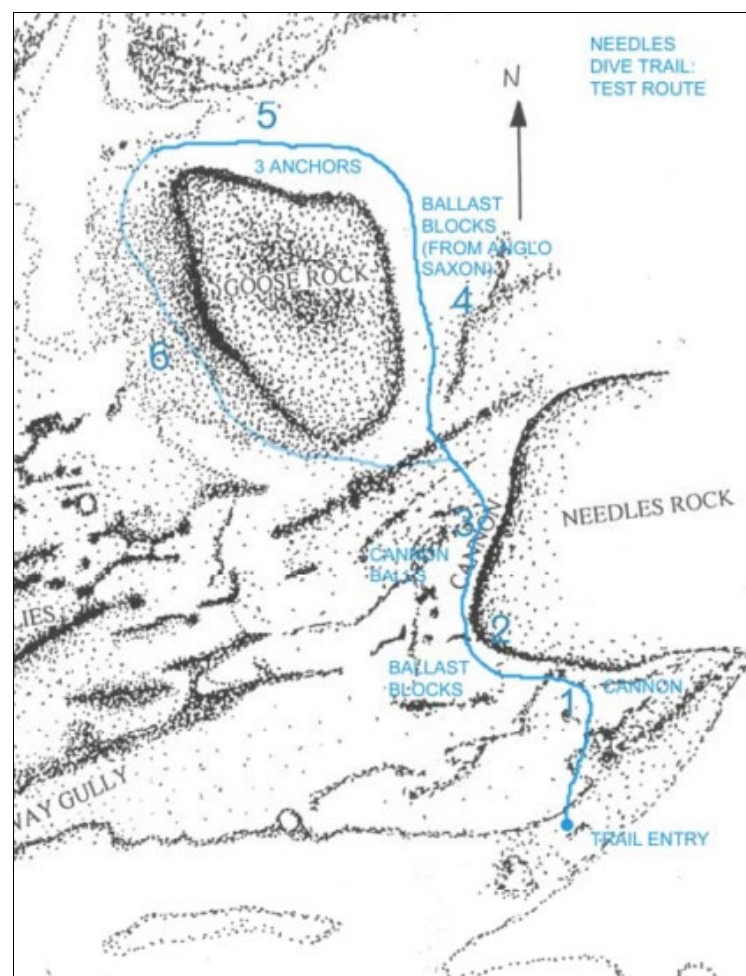 NEEDLES
DIVE TRAIL:
TEST ROUTE
N
5
3 ANCHORS
BALLAST
BLOCKS
(FROM ANGLO
SAXON)
GOOSE ROCK
4
6
NEEDLES ROCK
3
CANNON
CANNON
BALLS
LIES
2
BALLAST
BLOCKS
1
CANNON
WAY GULLY
TRAIL ENTRY